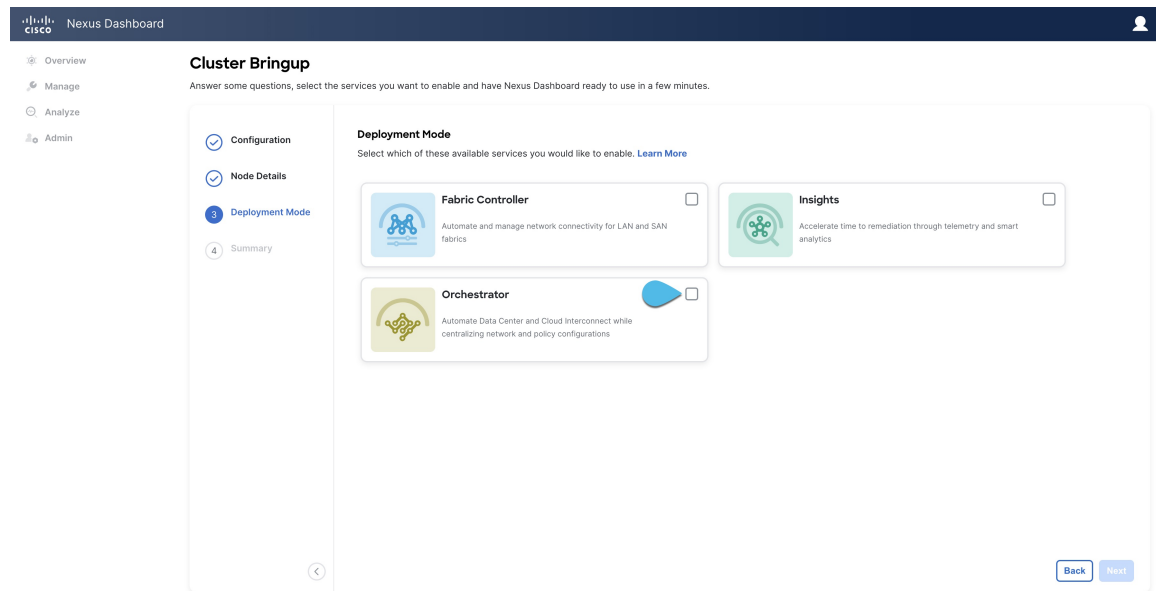 CISCO Nexus Dashboard
Overview
Manage
Analyze
Admin
Cluster Bringup
Answer some questions, select the services you want to enable and have Nexus Dashboard ready to use in a few minutes.
Configuration
Node Details
3 Deployment Mode
4 Summary
Deployment Mode
Select which of these available services you would like to enable. Learn More
Fabric Controller
Automate and manage network connectivity for LAN and SAN
fabrics
Insights
Accelerate time to remediation through telemetry and smart
analytics
Orchestrator
Automate Data Center and Cloud Interconnect while
centralizing network and policy configurations
Back Next